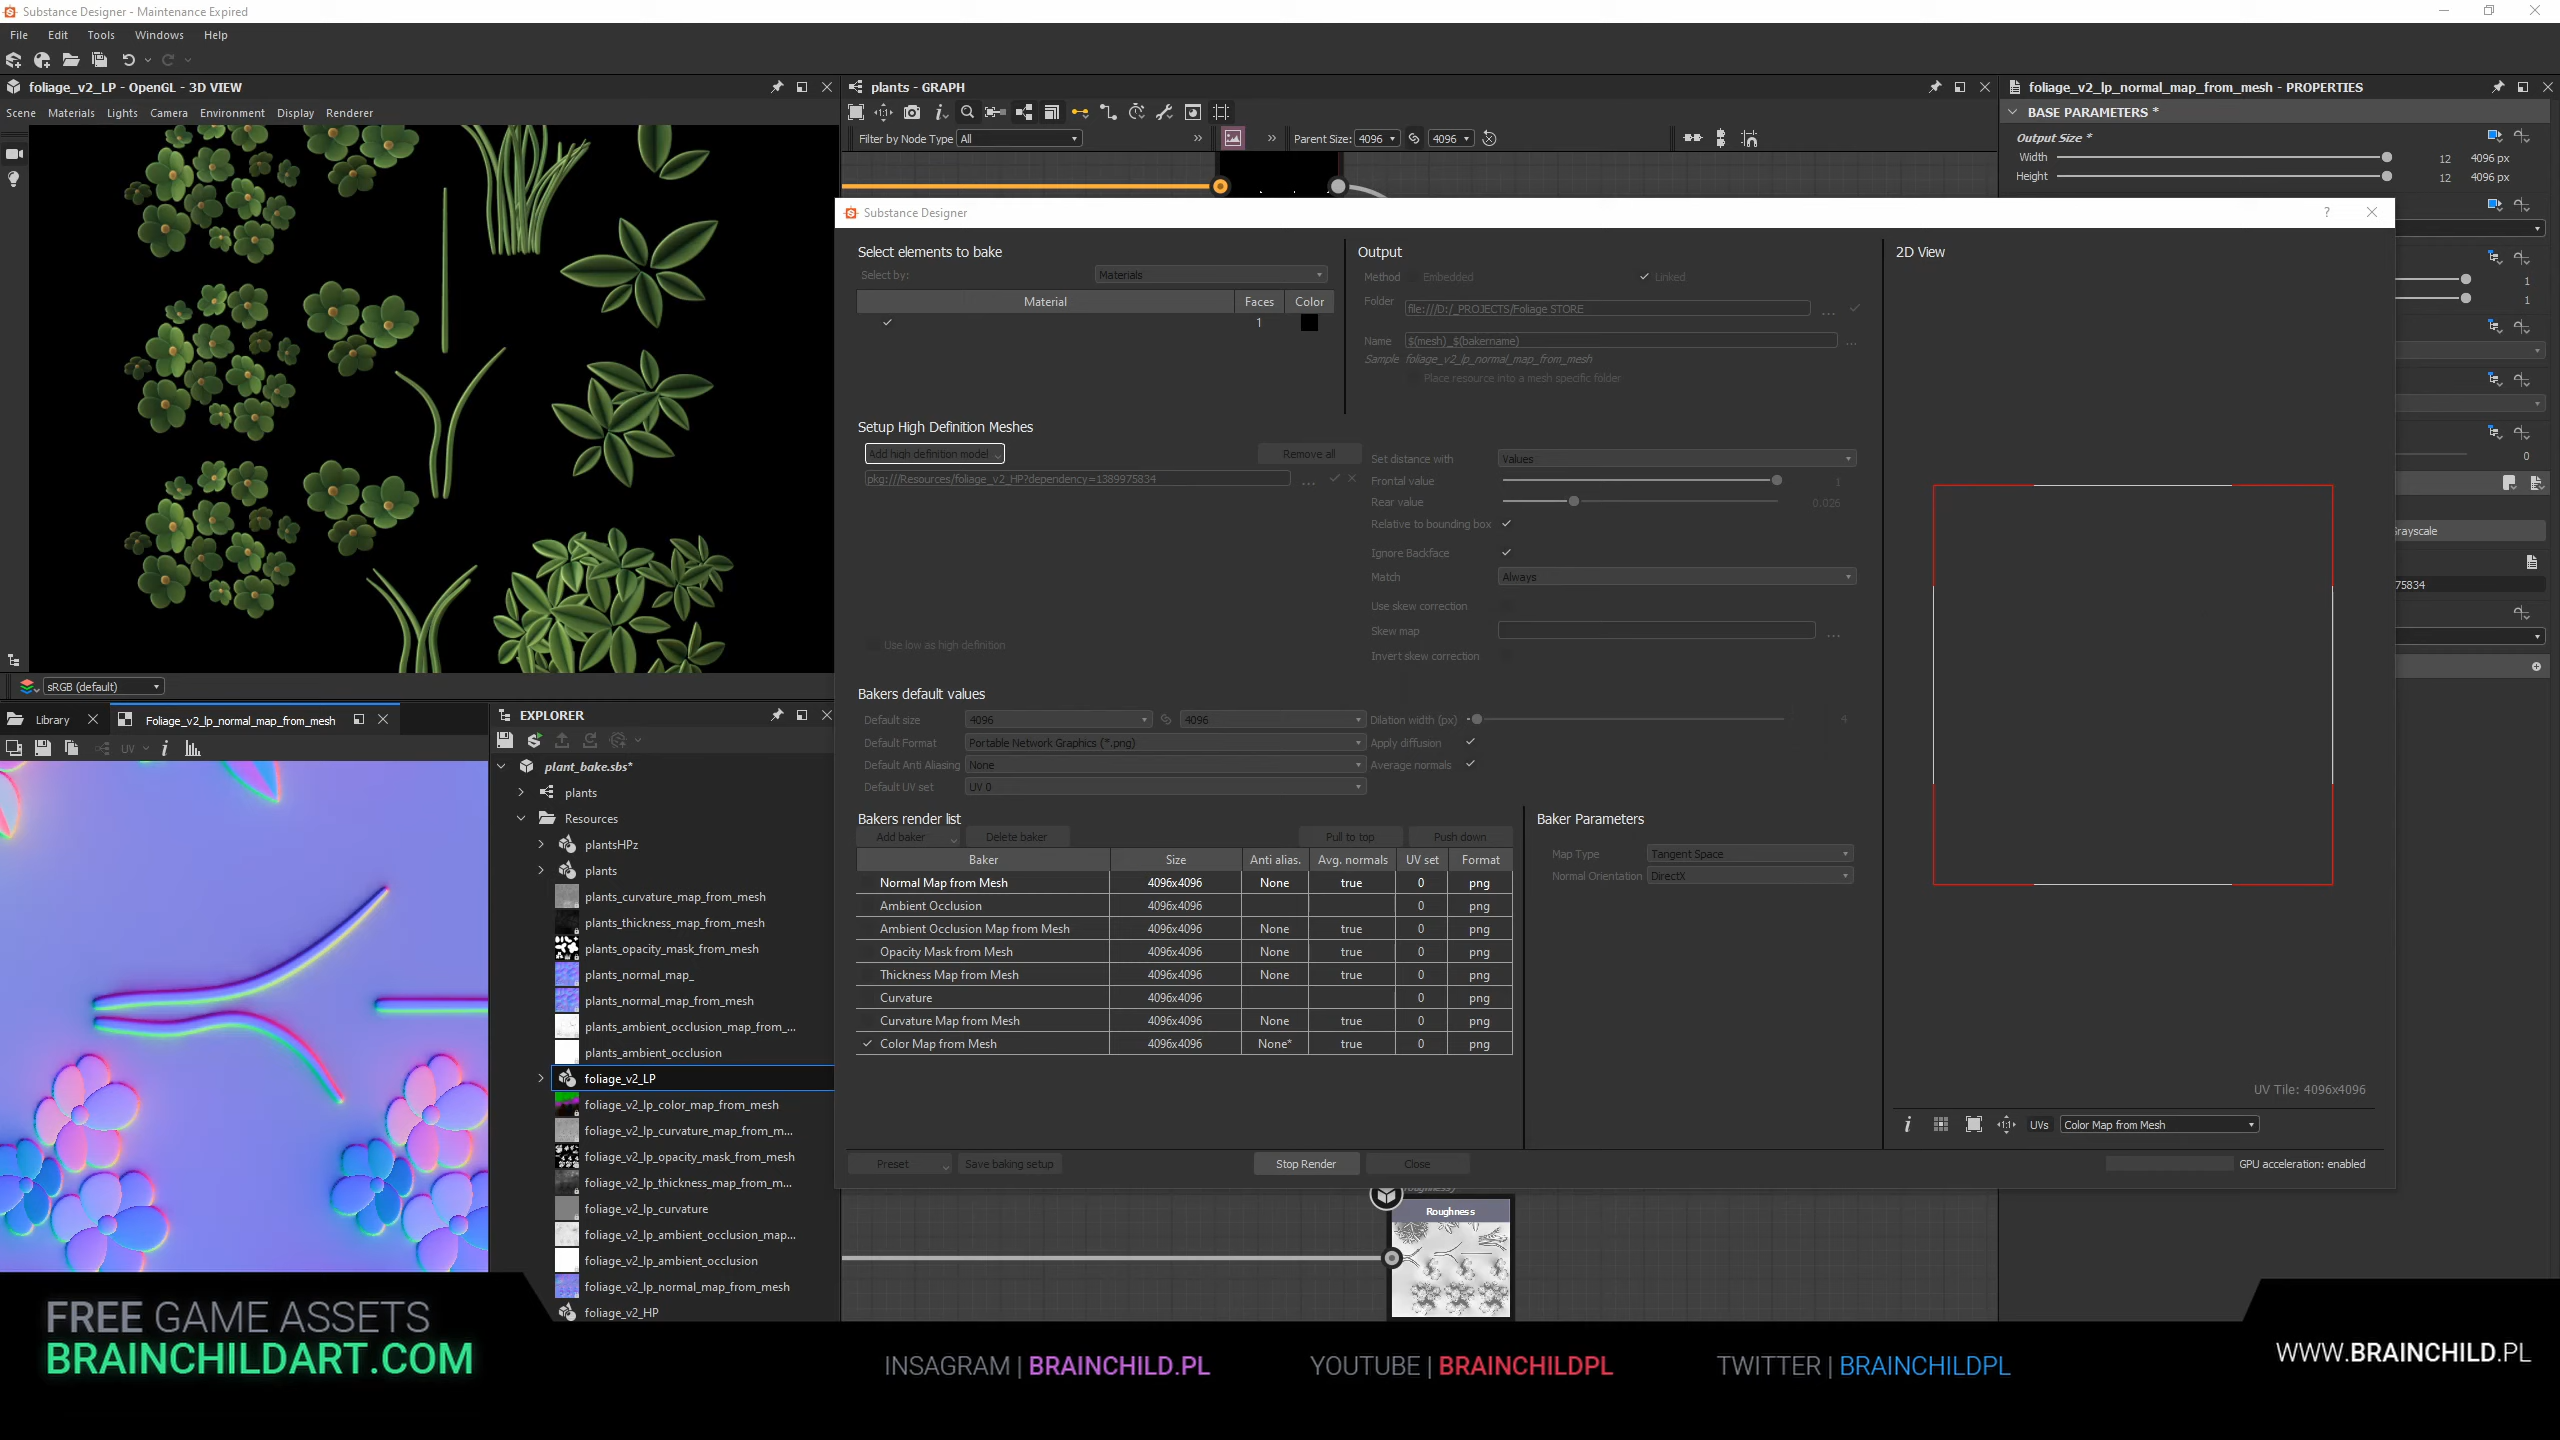 Substance Designer - Maintenance Expired
File Edit Tools Windows Help
foliage_v2_LP - OpenGL - 3D VIEW
Scene Materials Lights Camera Environment Display Renderer
sRGB (default)
Library
Foliage_v2_lp_normal_map_from_mesh
UV
EXPLORER
plant_bake.sbs*
plants
Resources
plantsHPz
plants
plants_curvature_map_from_mesh
plants_thickness_map_from_mesh
plants_opacity_mask_from_mesh
plants_normal_map_
plants_normal_map_from_mesh
plants_ambient_occlusion_map_from_...
plants_ambient_occlusion
foliage_v2_LP
foliage_v2_lp_color_map_from_mesh
foliage_v2_lp_curvature_map_from_m...
foliage_v2_lp_opacity_mask_from_mesh
foliage_v2_lp_thickness_map_from_m...
foliage_v2_lp_curvature
foliage_v2_lp_ambient_occlusion_map...
foliage_v2_lp_ambient_occlusion
foliage_v2_lp_normal_map_from_mesh
foliage_v2_HP
plants - GRAPH
Filter by Node Type All
Parent Size: 4096 4096
foliage_v2_lp_normal_map_from_mesh - PROPERTIES
BASE PARAMETERS *
Output Size *
Width 12 4096 px
Height 12 4096 px
1
1
0
Grayscale
75834
Substance Designer
Select elements to bake
Select by: Materials
Material Faces Color
1
Output
Method Embedded Linked
Folder file:///D:/_PROJECTS/Foliage STORE ...
Name $(mesh)_$(bakername) ...
Sample foliage_v2_lp_normal_map_from_mesh
Place resource into a mesh specific folder
Setup High Definition Meshes
Add high definition model Remove all
pkg:///Resources/foliage_v2_HP?dependency=1389975834 ...
Use low as high definition
Set distance with Values
Frontal value 1
Rear value 0.026
Relative to bounding box
Ignore Backface
Match Always
Use skew correction
Skew map ...
Invert skew correction
Bakers default values
Default size 4096 4096
Default Format Portable Network Graphics (*.png)
Default Anti Aliasing None
Default UV set UV 0
Dilation width (px) 4
Apply diffusion
Average normals
Bakers render list
Add baker Delete baker Pull to top Push down
Baker Size Anti alias. Avg. normals UV set Format
Normal Map from Mesh 4096x4096 None true 0 png
Ambient Occlusion 4096x4096 0 png
Ambient Occlusion Map from Mesh 4096x4096 None true 0 png
Opacity Mask from Mesh 4096x4096 None true 0 png
Thickness Map from Mesh 4096x4096 None true 0 png
Curvature 4096x4096 0 png
Curvature Map from Mesh 4096x4096 None true 0 png
Color Map from Mesh 4096x4096 None* true 0 png
Baker Parameters
Map Type Tangent Space
Normal Orientation DirectX
2D View
UV Tile: 4096x4096
UVs Color Map from Mesh
Preset Save baking setup Stop Render Close
GPU acceleration: enabled
Roughness
FREE GAME ASSETS
BRAINCHILDART.COM
INSAGRAM | BRAINCHILD.PL
YOUTUBE | BRAINCHILDPL
TWITTER | BRAINCHILDPL
WWW.BRAINCHILD.PL